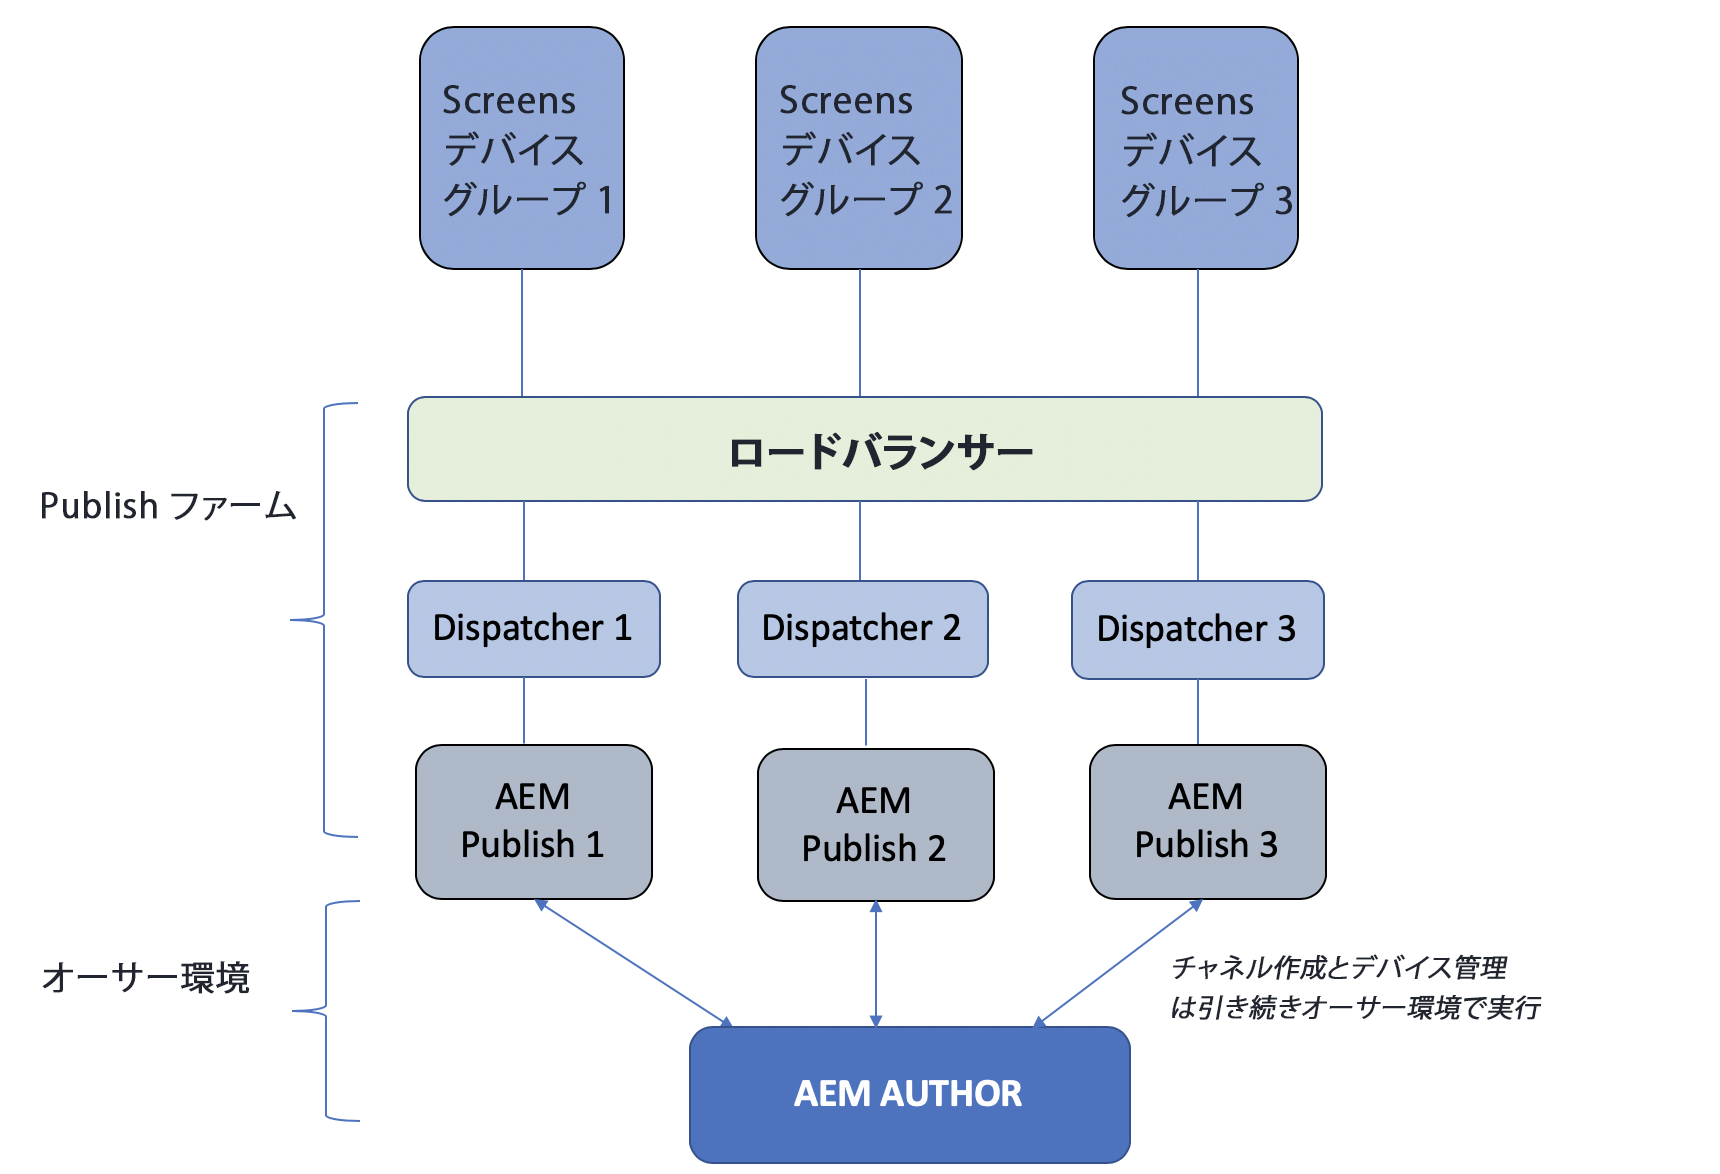 Screens
デバイス
グループ 1
Screens
デバイス
グループ 2
Screens
デバイス
グループ 3
ロードバランサー
Publish ファーム
Dispatcher 1
Dispatcher 2
Dispatcher 3
AEM
Publish 1
AEM
Publish 2
AEM
Publish 3
オーサー環境
チャネル作成とデバイス管理
は引き続きオーサー環境で実行
AEM AUTHOR